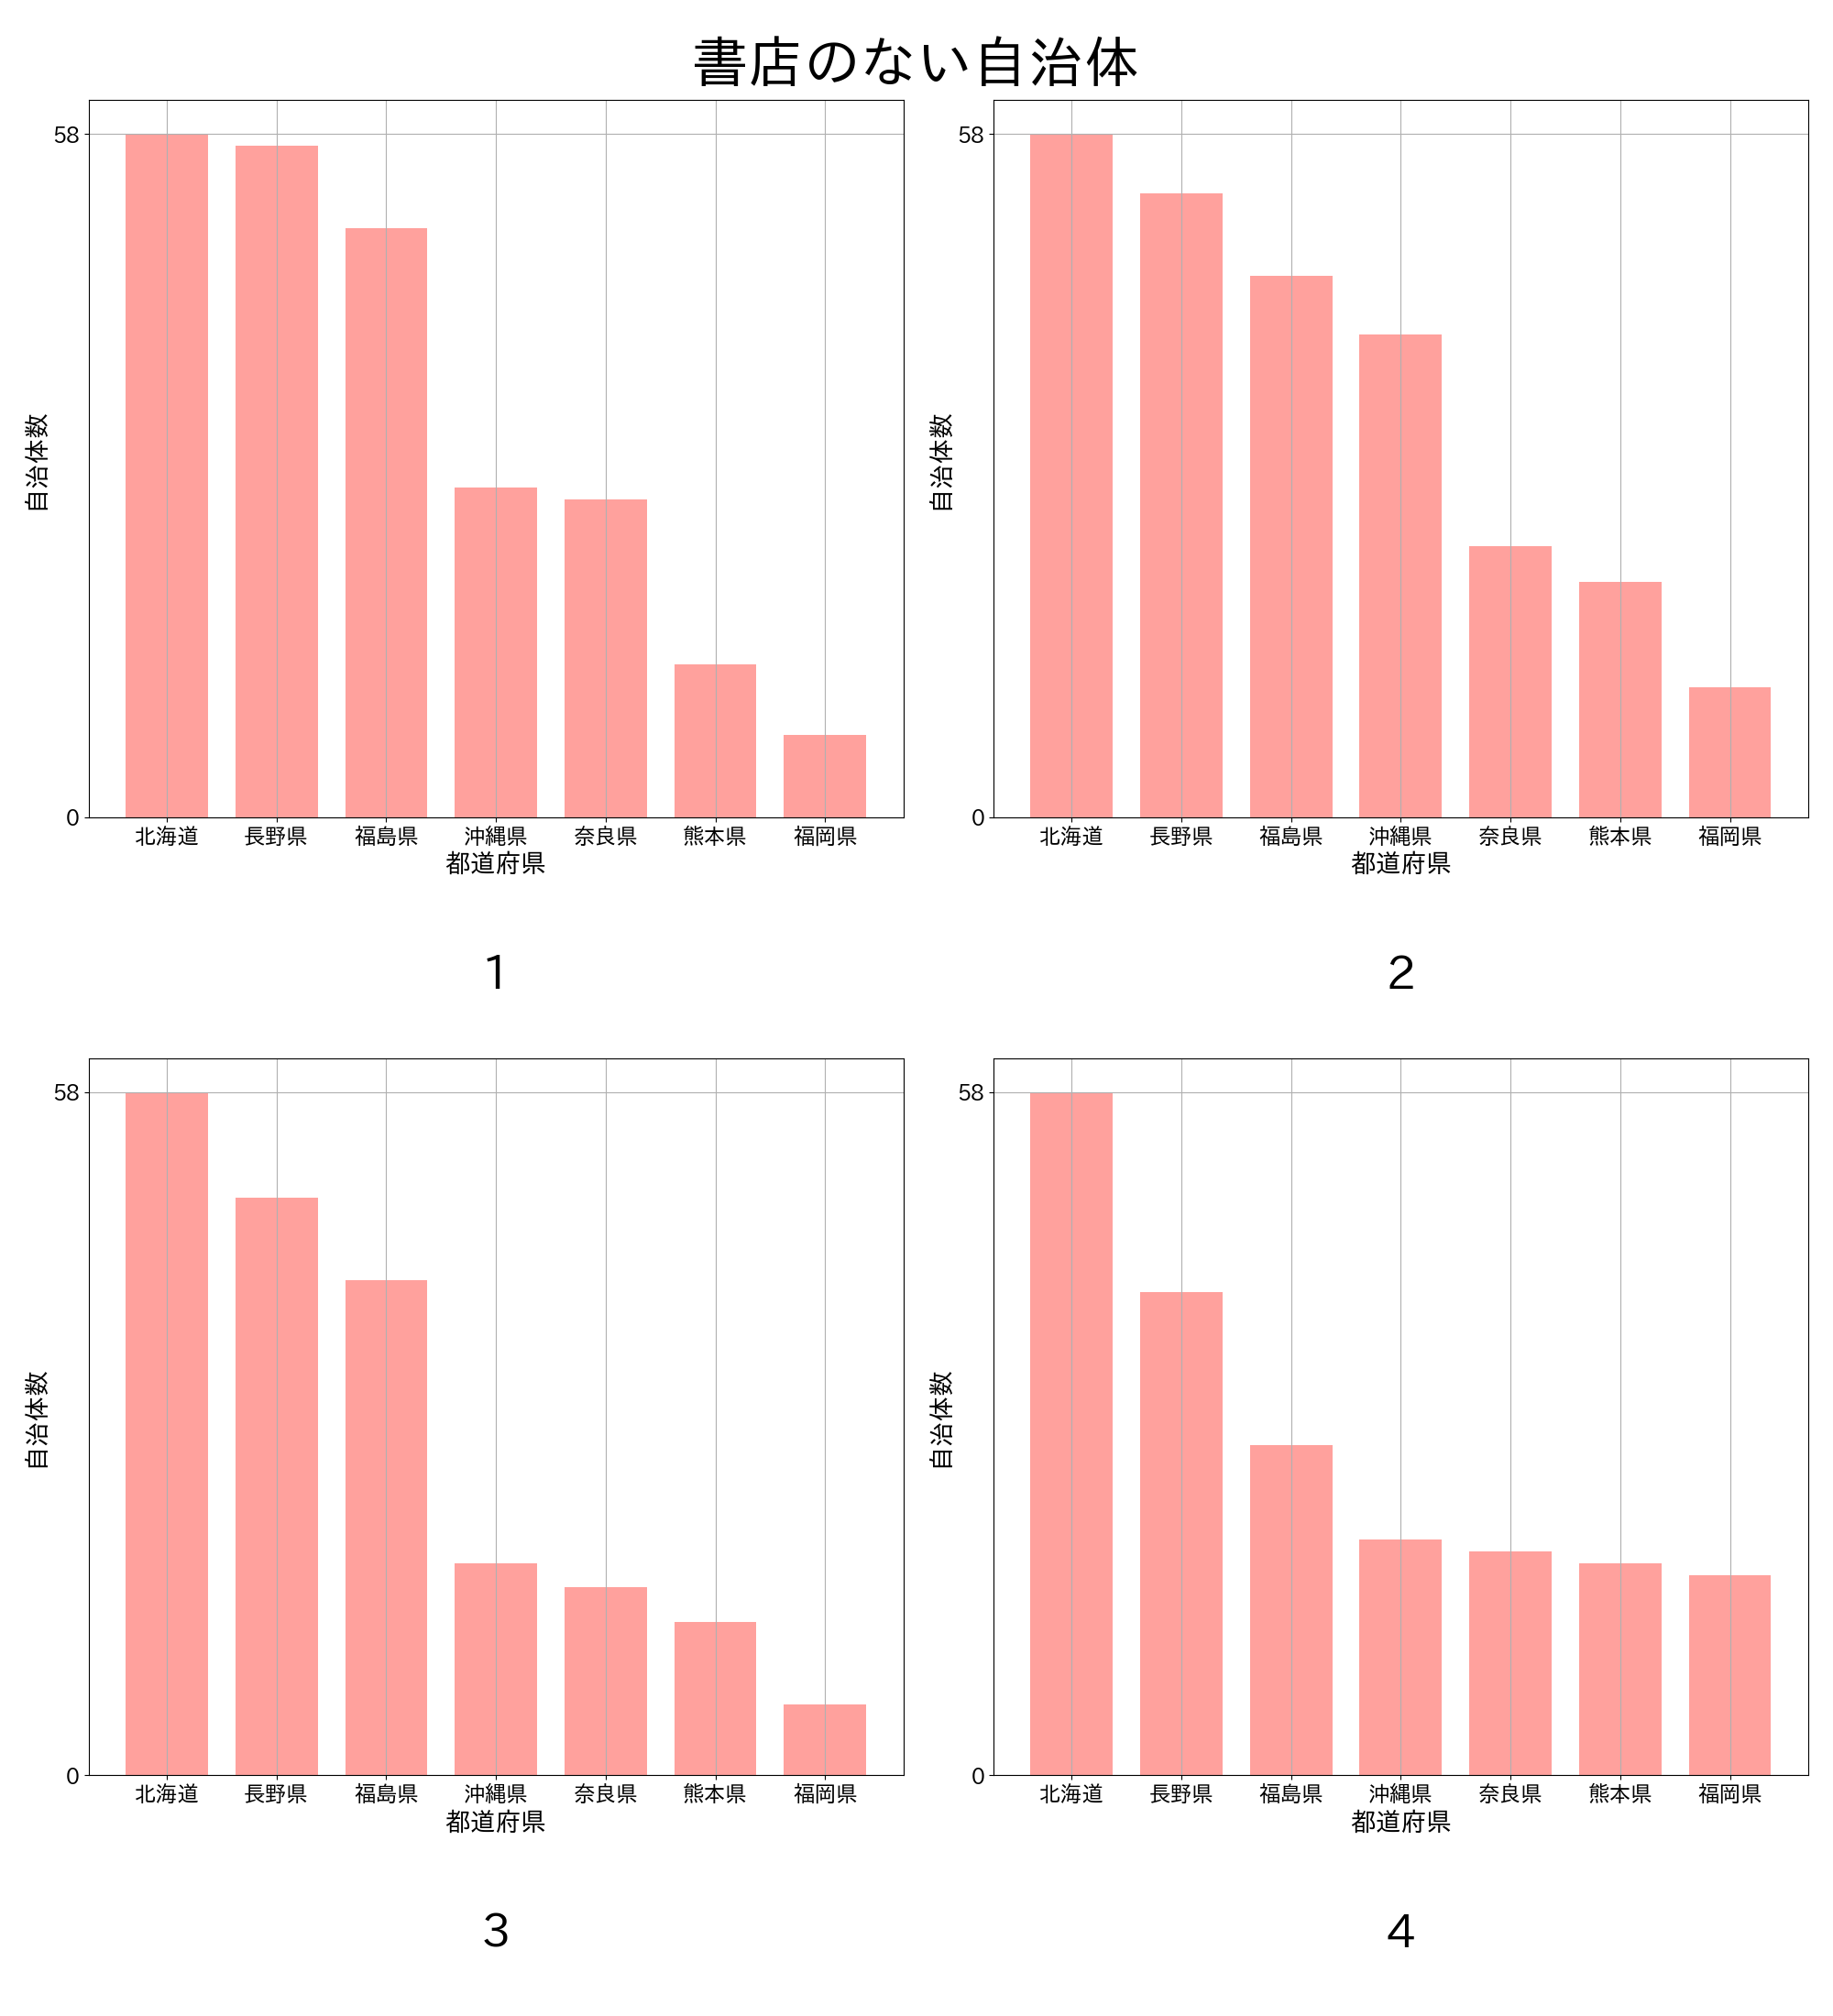 書店のない自治体
58
0
自治体数
北海道 長野県 福島県 沖縄県 奈良県 熊本県 福岡県
都道府県
1
58
0
自治体数
北海道 長野県 福島県 沖縄県 奈良県 熊本県 福岡県
都道府県
2
58
0
自治体数
北海道 長野県 福島県 沖縄県 奈良県 熊本県 福岡県
都道府県
3
58
0
自治体数
北海道 長野県 福島県 沖縄県 奈良県 熊本県 福岡県
都道府県
4